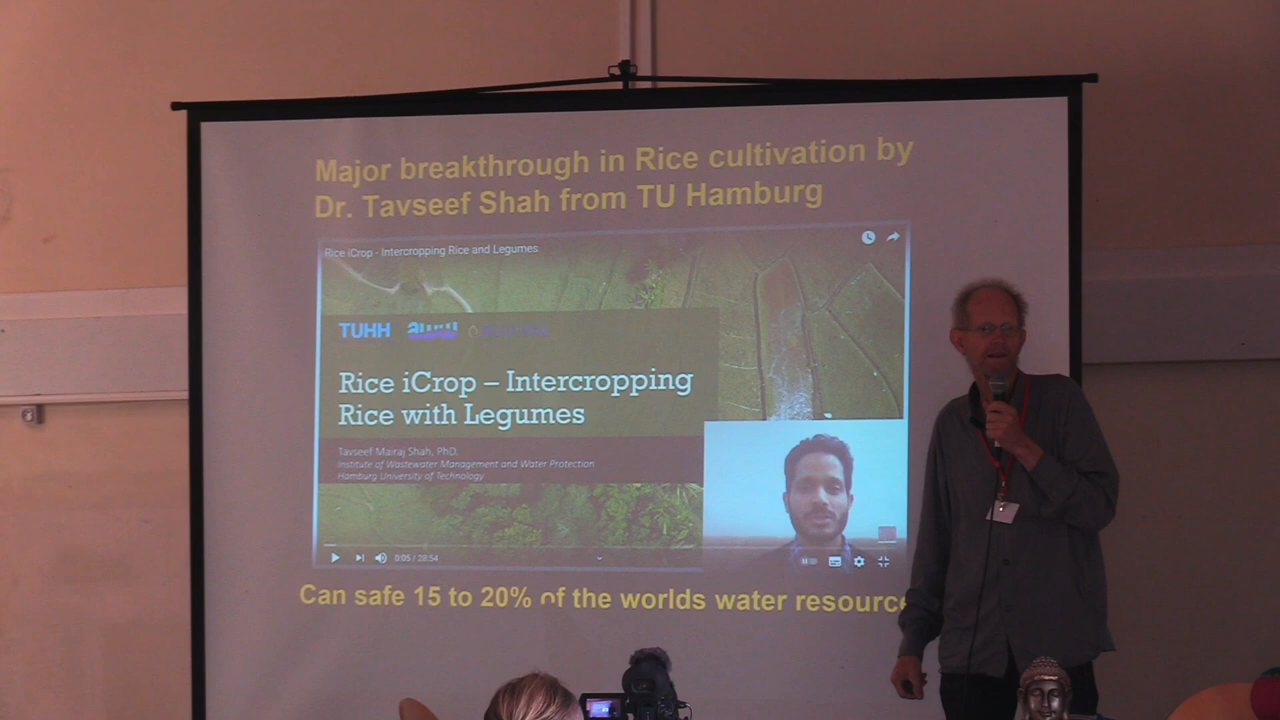 Major breakthrough in Rice cultivation by
Dr. Tavseef Shah from TU Hamburg
Rice iCrop - Intercropping Rice and Legumes
TUHH
Rice iCrop – Intercropping
Rice with Legumes
Tavseef Mairaj Shah, PhD.
Institute of Wastewater Management and Water Protection
Hamburg University of Technology
0:05 / 28:54
Can safe 15 to 20% of the worlds water resource